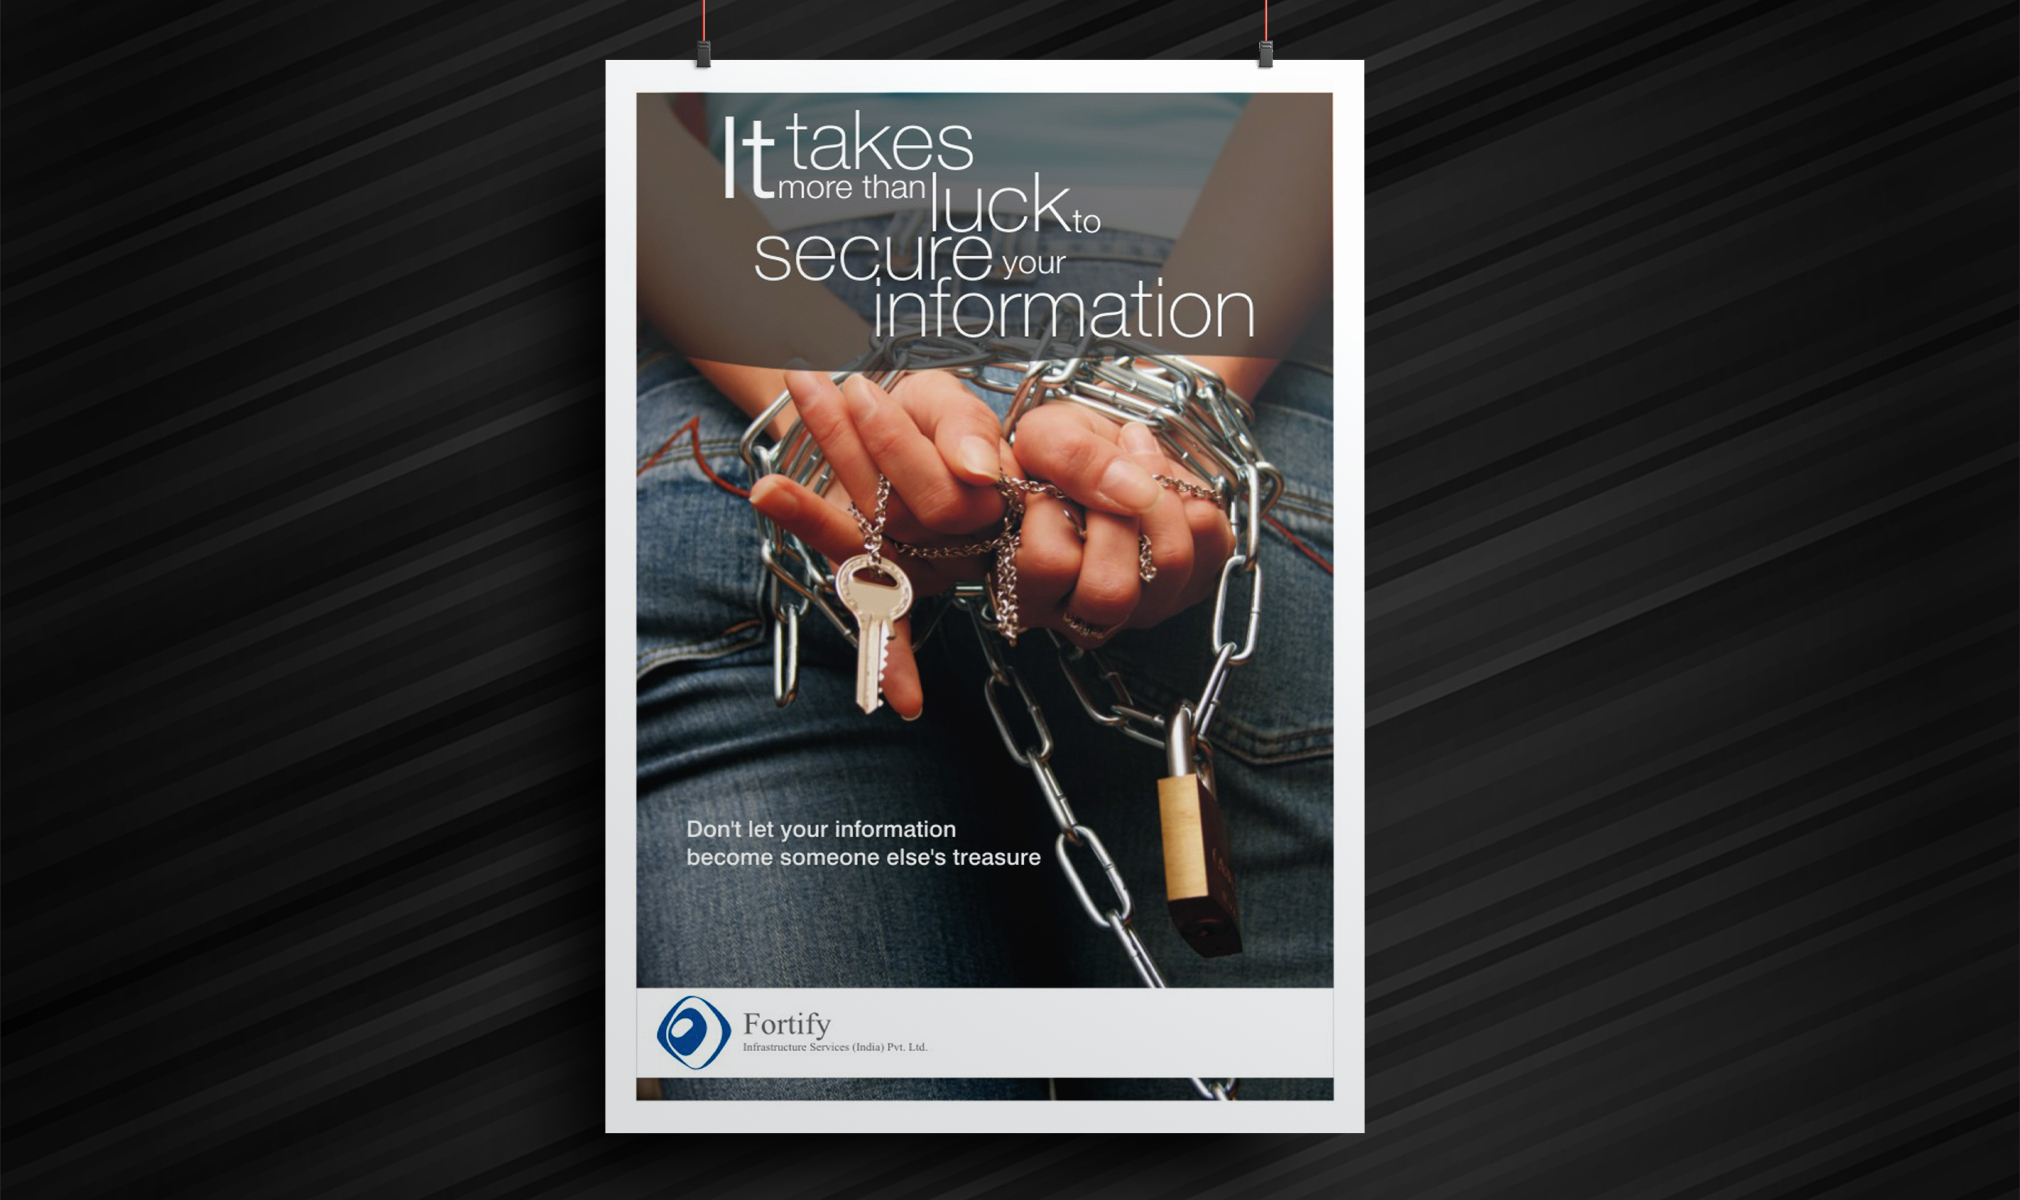 It takes
more than luck to
secure your
information
Don't let your information
become someone else's treasure
Fortify
Infrastructure Services (India) Pvt. Ltd.